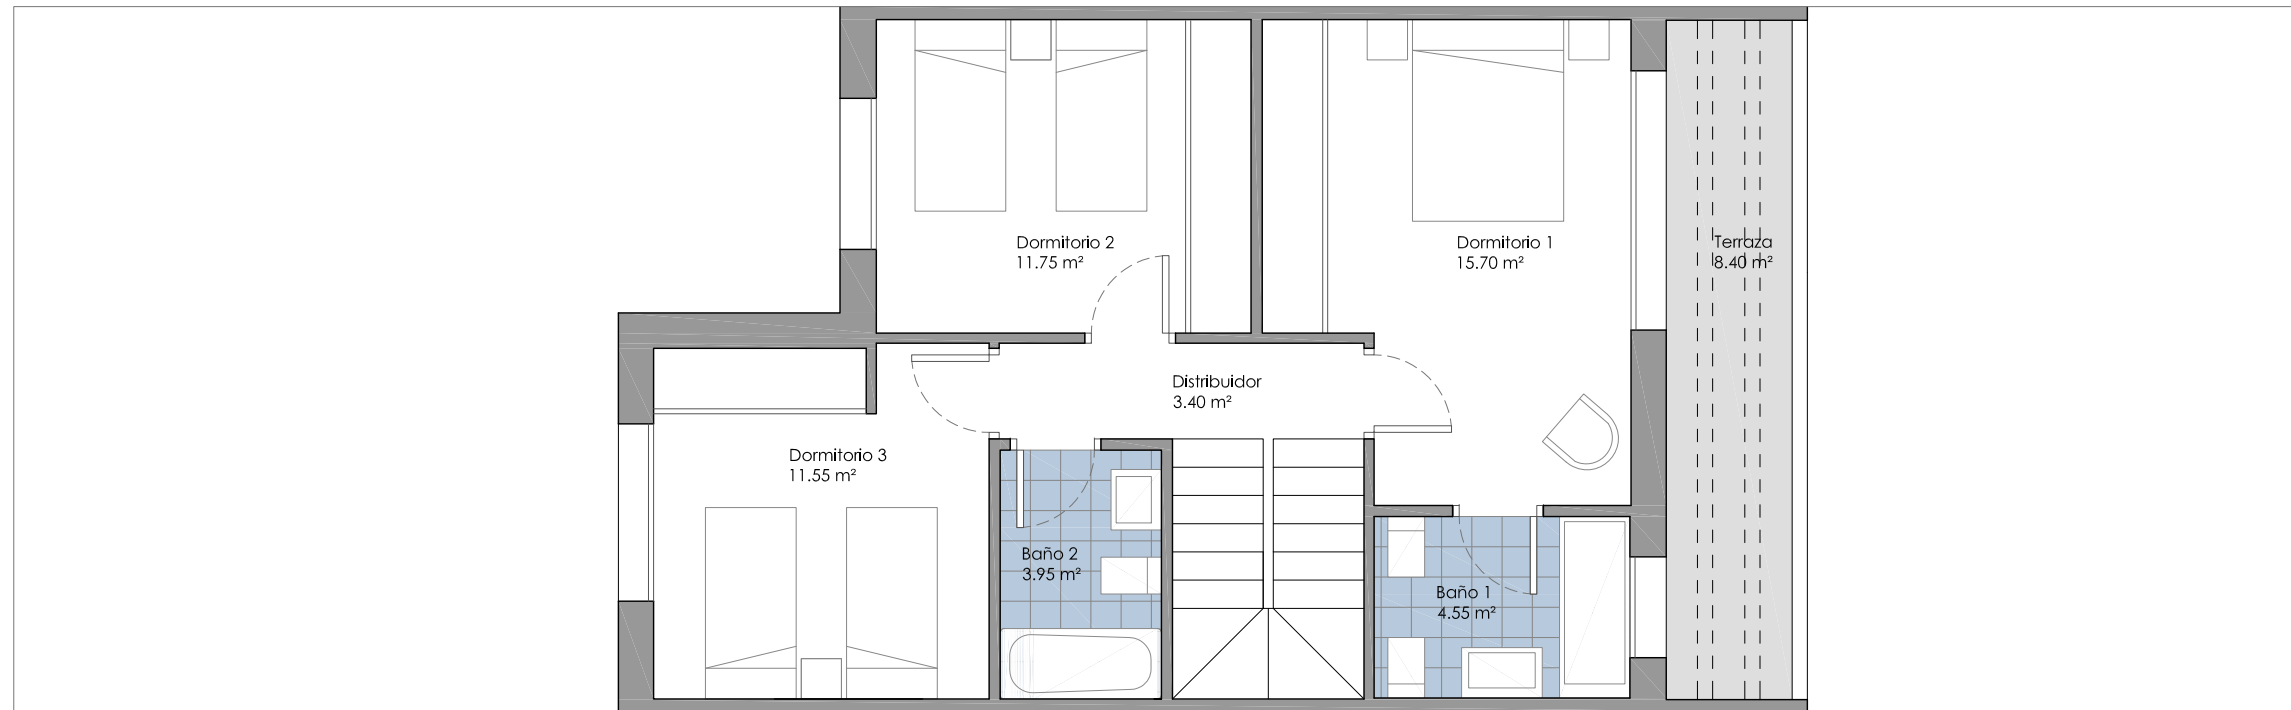 Dormitorio 2
11.75 m²
Dormitorio 1
15.70 m²
Terraza
8.40 m²
Distribuidor
3.40 m²
Dormitorio 3
11.55 m²
Baño 2
3.95 m²
Baño 1
4.55 m²